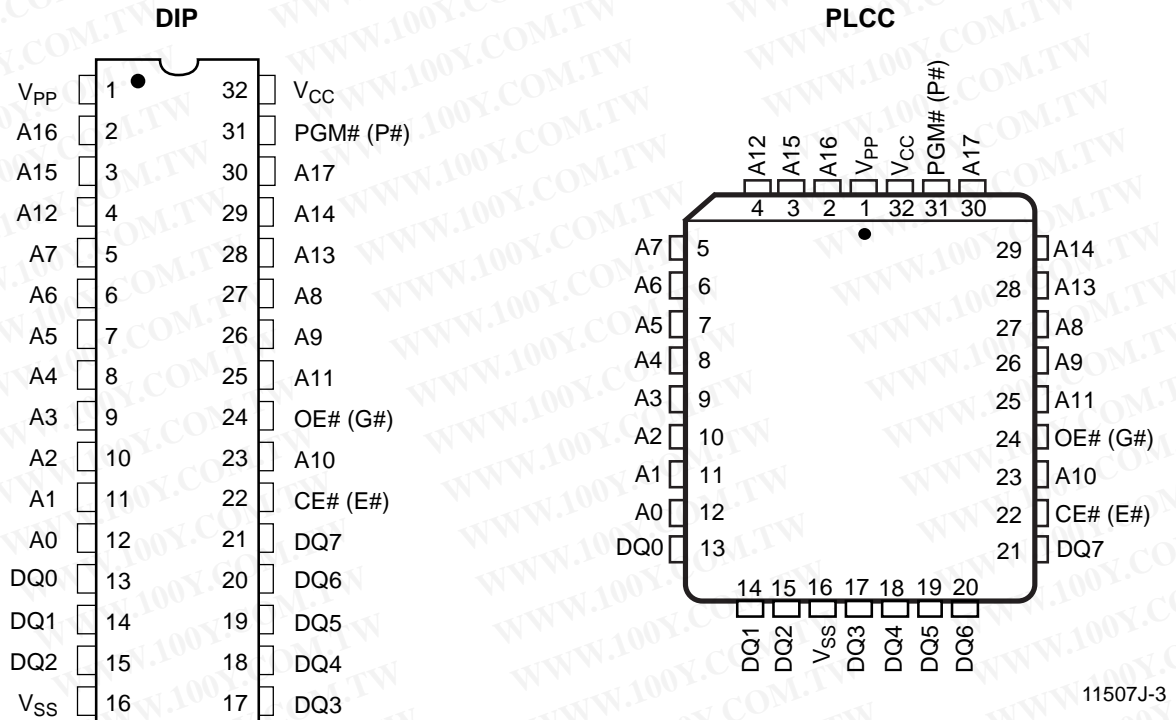 DIP
PLCC
VPP 1 32 VCC
A16 2 31 PGM# (P#)
A15 3 30 A17
A12 4 29 A14
A7 5 28 A13
A6 6 27 A8
A5 7 26 A9
A4 8 25 A11
A3 9 24 OE# (G#)
A2 10 23 A10
A1 11 22 CE# (E#)
A0 12 21 DQ7
DQ0 13 20 DQ6
DQ1 14 19 DQ5
DQ2 15 18 DQ4
VSS 16 17 DQ3
A12 A15 A16 VPP VCC PGM# (P#) A17
4 3 2 1 32 31 30
A7 5 29 A14
A6 6 28 A13
A5 7 27 A8
A4 8 26 A9
A3 9 25 A11
A2 10 24 OE# (G#)
A1 11 23 A10
A0 12 22 CE# (E#)
DQ0 13 21 DQ7
14 15 16 17 18 19 20
DQ1 DQ2 VSS DQ3 DQ4 DQ5 DQ6
11507J-3
WWW.100Y.COM.TW